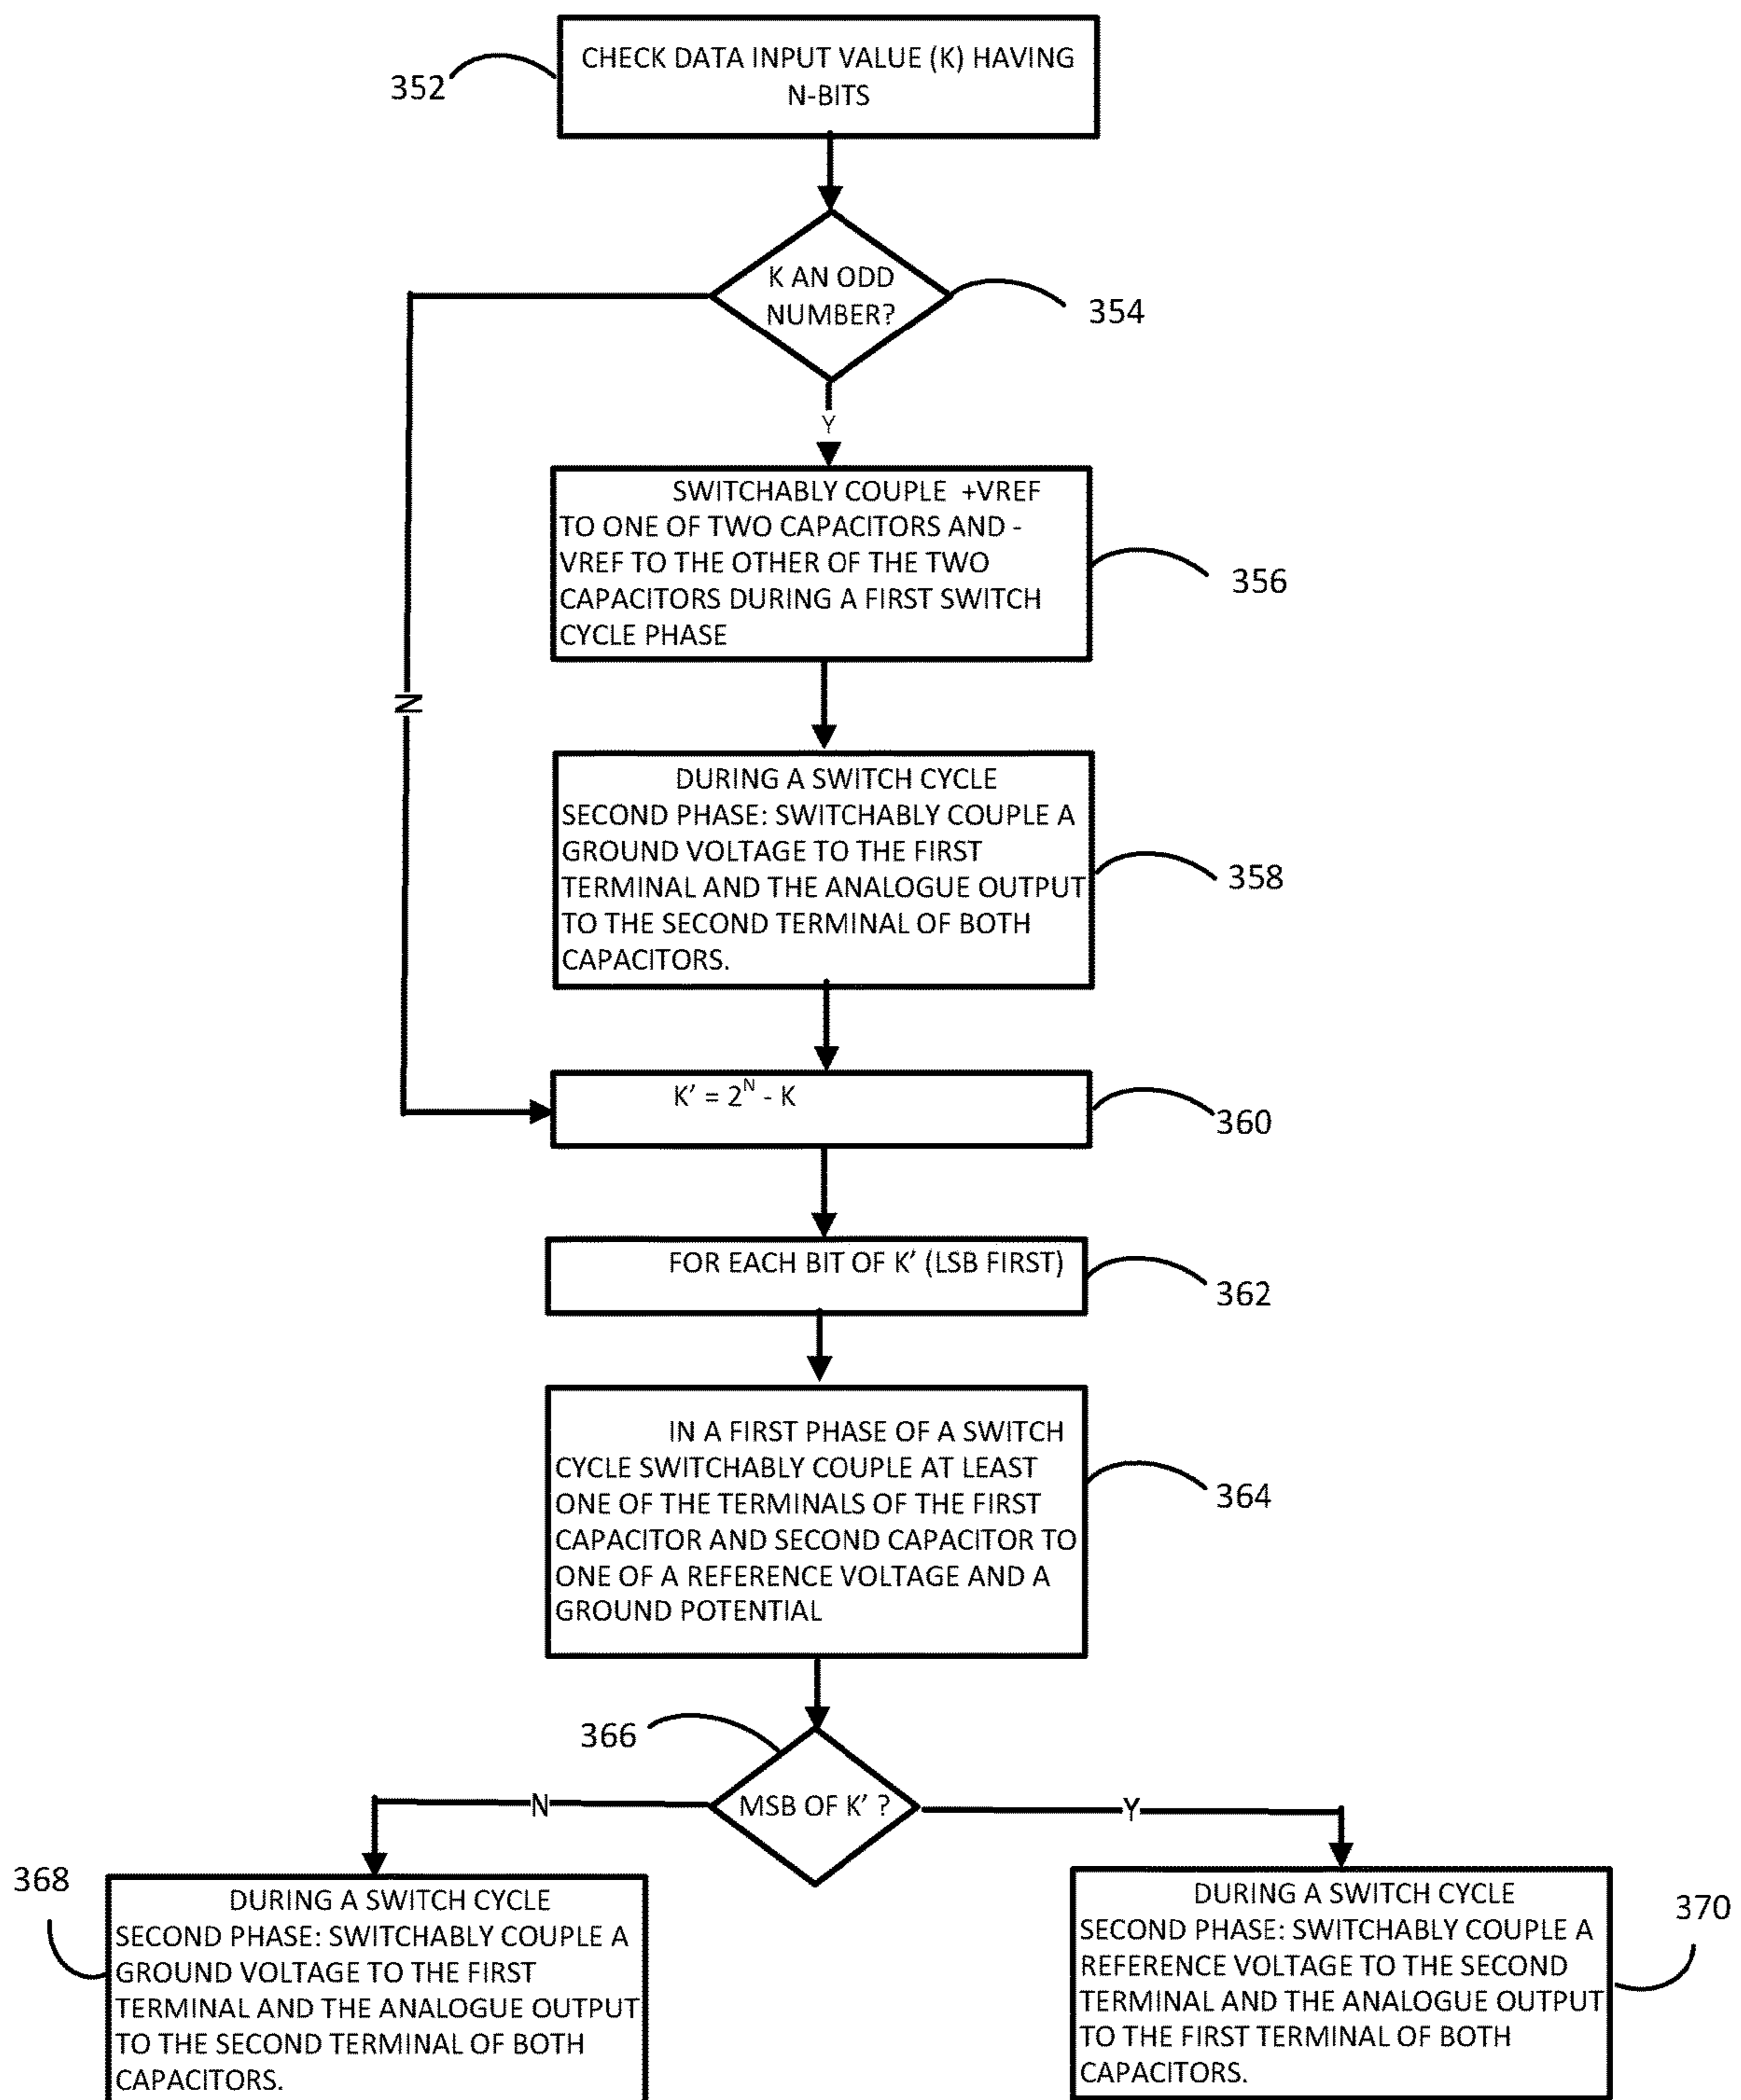 CHECK DATA INPUT VALUE (K) HAVING
N-BITS
352
K AN ODD
NUMBER?
354
Y
SWITCHABLY COUPLE +VREF
TO ONE OF TWO CAPACITORS AND -
VREF TO THE OTHER OF THE TWO
CAPACITORS DURING A FIRST SWITCH
CYCLE PHASE
356
N
DURING A SWITCH CYCLE
SECOND PHASE: SWITCHABLY COUPLE A
GROUND VOLTAGE TO THE FIRST
TERMINAL AND THE ANALOGUE OUTPUT
TO THE SECOND TERMINAL OF BOTH
CAPACITORS.
358
K' = 2^N - K
360
FOR EACH BIT OF K' (LSB FIRST)
362
IN A FIRST PHASE OF A SWITCH
CYCLE SWITCHABLY COUPLE AT LEAST
ONE OF THE TERMINALS OF THE FIRST
CAPACITOR AND SECOND CAPACITOR TO
ONE OF A REFERENCE VOLTAGE AND A
GROUND POTENTIAL
364
366
MSB OF K' ?
N
Y
368
DURING A SWITCH CYCLE
SECOND PHASE: SWITCHABLY COUPLE A
GROUND VOLTAGE TO THE FIRST
TERMINAL AND THE ANALOGUE OUTPUT
TO THE SECOND TERMINAL OF BOTH
CAPACITORS.
DURING A SWITCH CYCLE
SECOND PHASE: SWITCHABLY COUPLE A
REFERENCE VOLTAGE TO THE SECOND
TERMINAL AND THE ANALOGUE OUTPUT
TO THE FIRST TERMINAL OF BOTH
CAPACITORS.
370